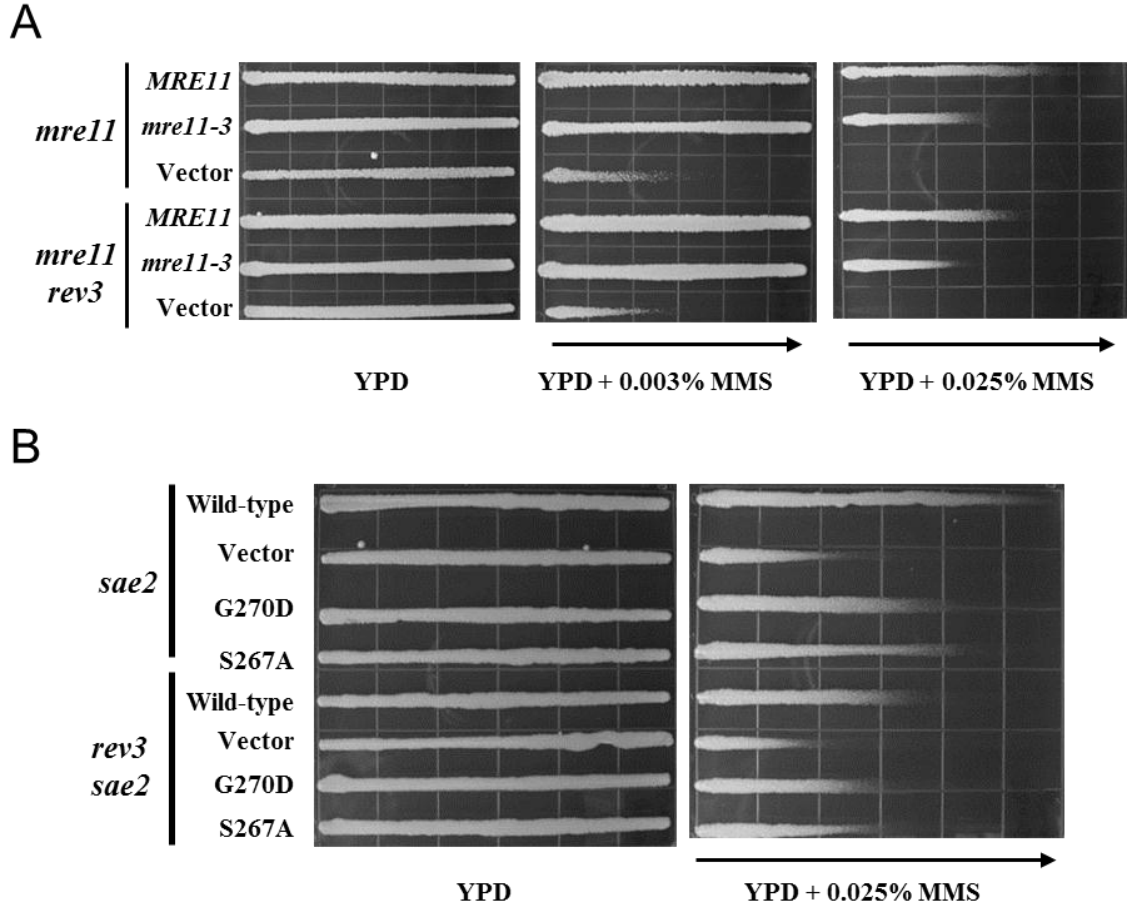 A
mre11
MRE11
mre11-3
Vector
mre11
rev3
MRE11
mre11-3
Vector
YPD
YPD + 0.003% MMS
YPD + 0.025% MMS
B
sae2
Wild-type
Vector
G270D
S267A
rev3
sae2
Wild-type
Vector
G270D
S267A
YPD
YPD + 0.025% MMS